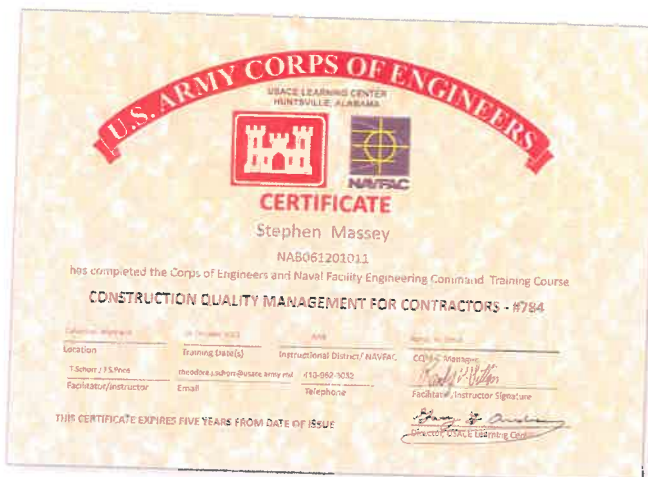 U.S. ARMY CORPS OF ENGINEERS
USACE LEARNING CENTER
HUNTSVILLE, ALABAMA
NAVFAC
CERTIFICATE
Stephen Massey
NAB061201011
has completed the Corps of Engineers and Naval Facility Engineering Command Training Course
CONSTRUCTION QUALITY MANAGEMENT FOR CONTRACTORS - #784
Location Training Date(s) Instructional District/ NAVFAC CQM-C Manager
T.Schorr / 410-962-
Facilitator/Instructor Email Telephone Facilitator/Instructor Signature
THIS CERTIFICATE EXPIRES FIVE YEARS FROM DATE OF ISSUE
Director, USACE Learning Center